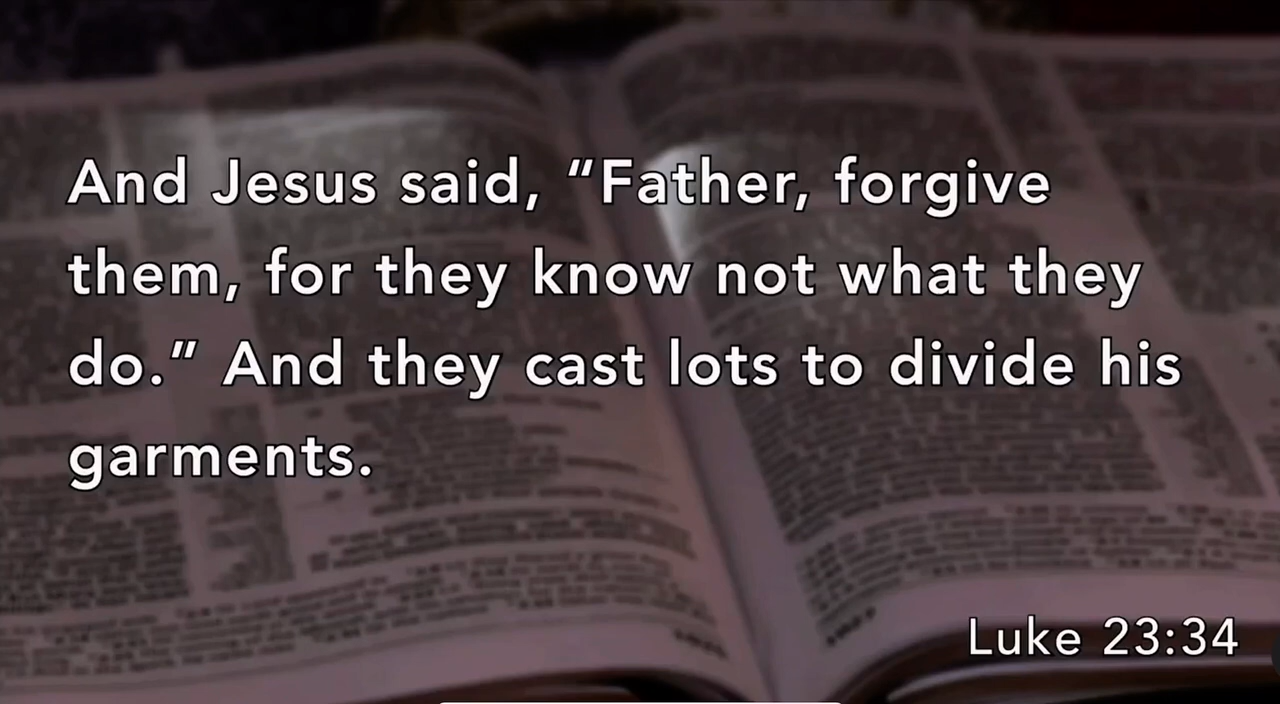 And Jesus said, “Father, forgive
them, for they know not what they
do.” And they cast lots to divide his
garments.
Luke 23:34